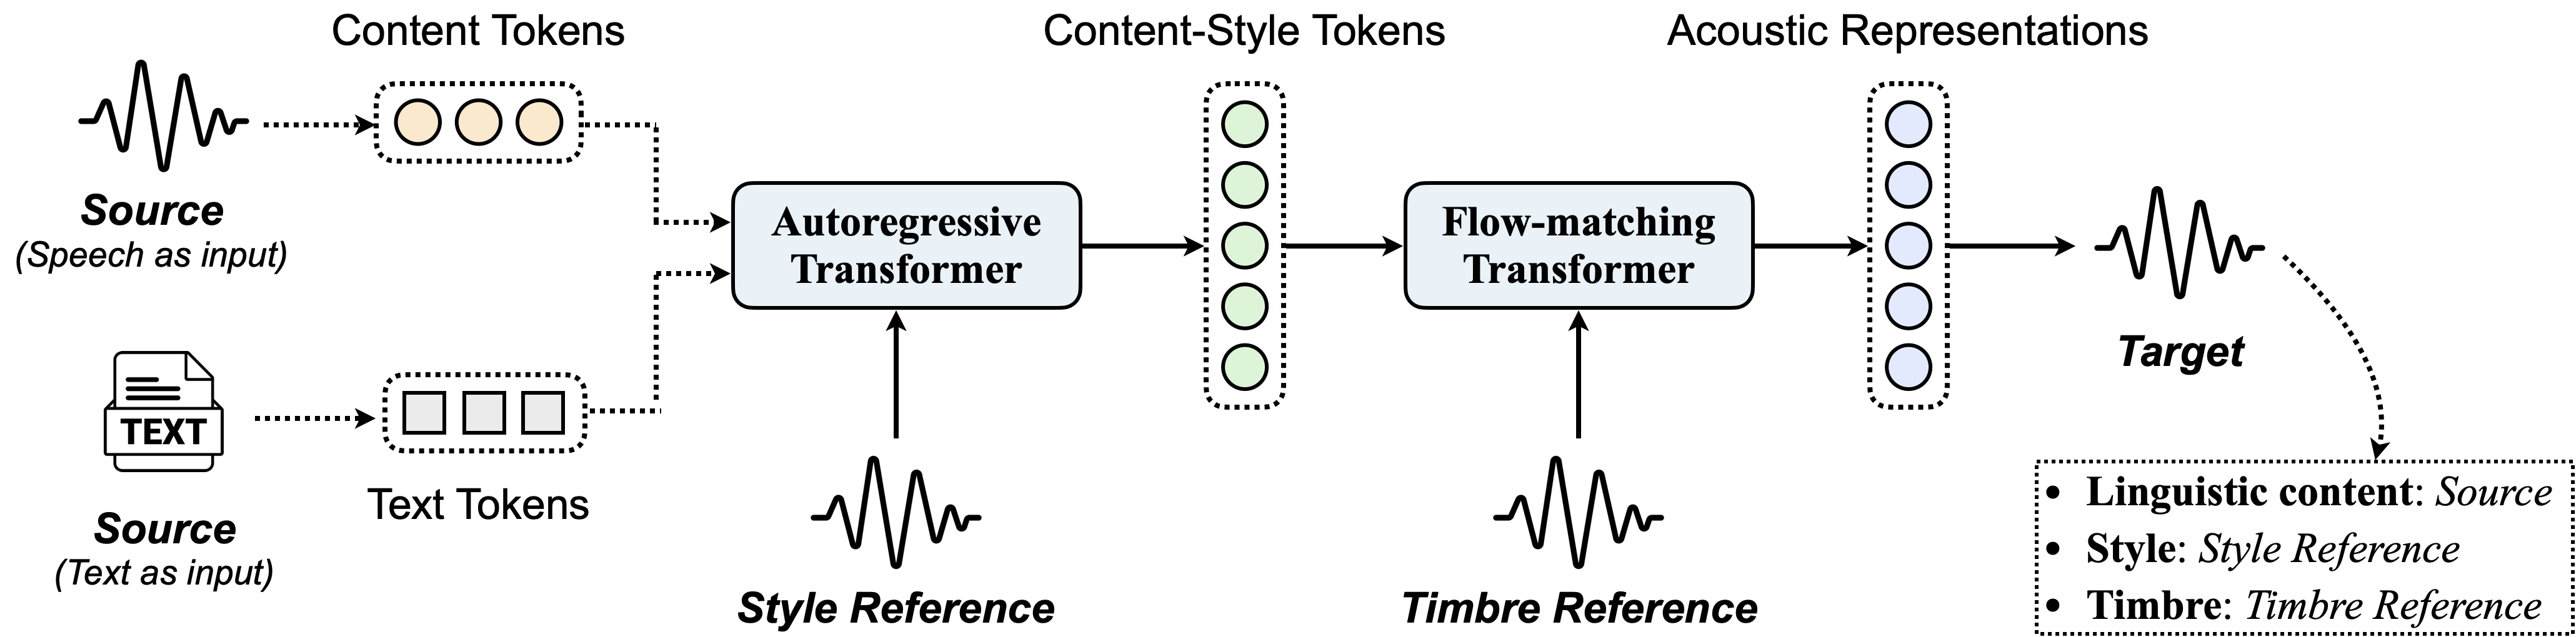 Content Tokens
Content-Style Tokens
Acoustic Representations
Source
(Speech as input)
Autoregressive
Transformer
Flow-matching
Transformer
Target
TEXT
Text Tokens
Source
(Text as input)
Style Reference
Timbre Reference
• Linguistic content: Source
• Style: Style Reference
• Timbre: Timbre Reference